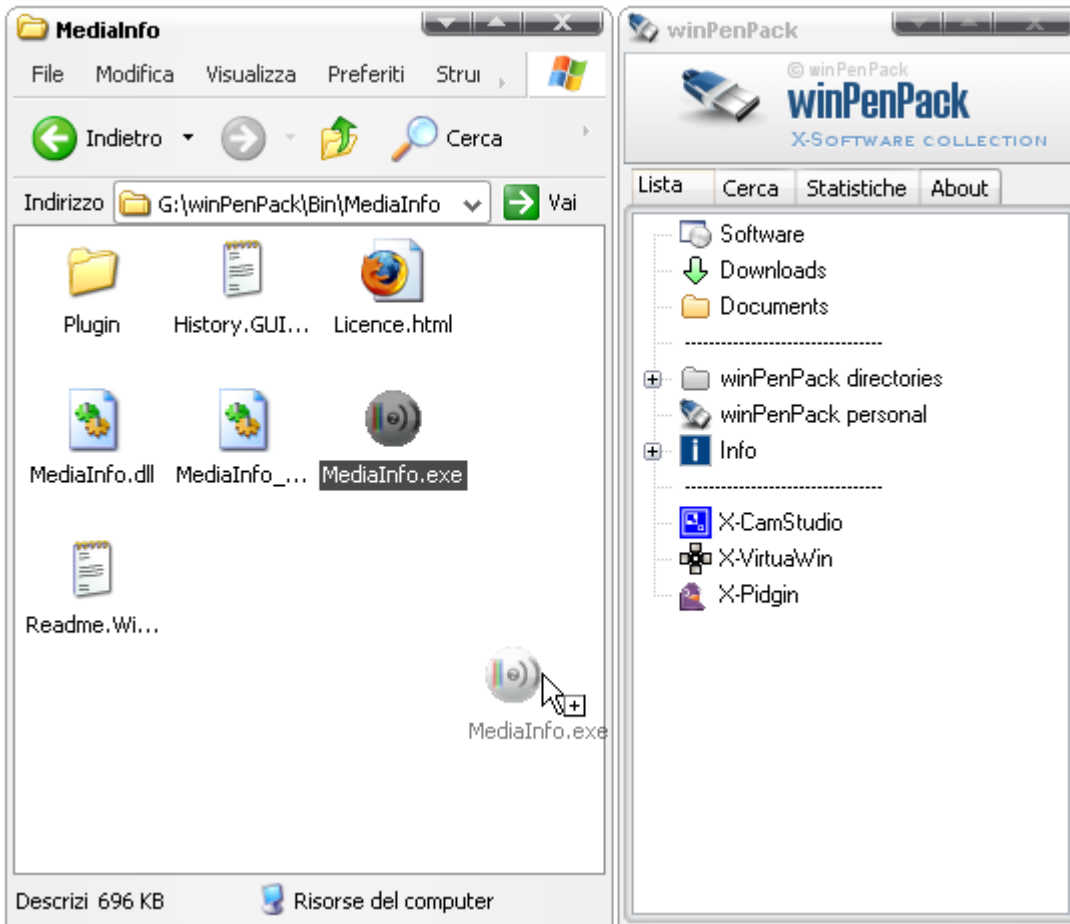 MediaInfo
File Modifica Visualizza Preferiti Strui
Indietro Cerca
Indirizzo G:\winPenPack\Bin\MediaInfo Vai
Plugin History.GUI... Licence.html
MediaInfo.dll MediaInfo_... MediaInfo.exe
Readme.Wi...
MediaInfo.exe
Descrizi 696 KB Risorse del computer
winPenPack
© winPenPack
winPenPack
X-SOFTWARE COLLECTION
Lista Cerca Statistiche About
Software
Downloads
Documents
---------------------------------
winPenPack directories
winPenPack personal
Info
---------------------------------
X-CamStudio
X-VirtuaWin
X-Pidgin